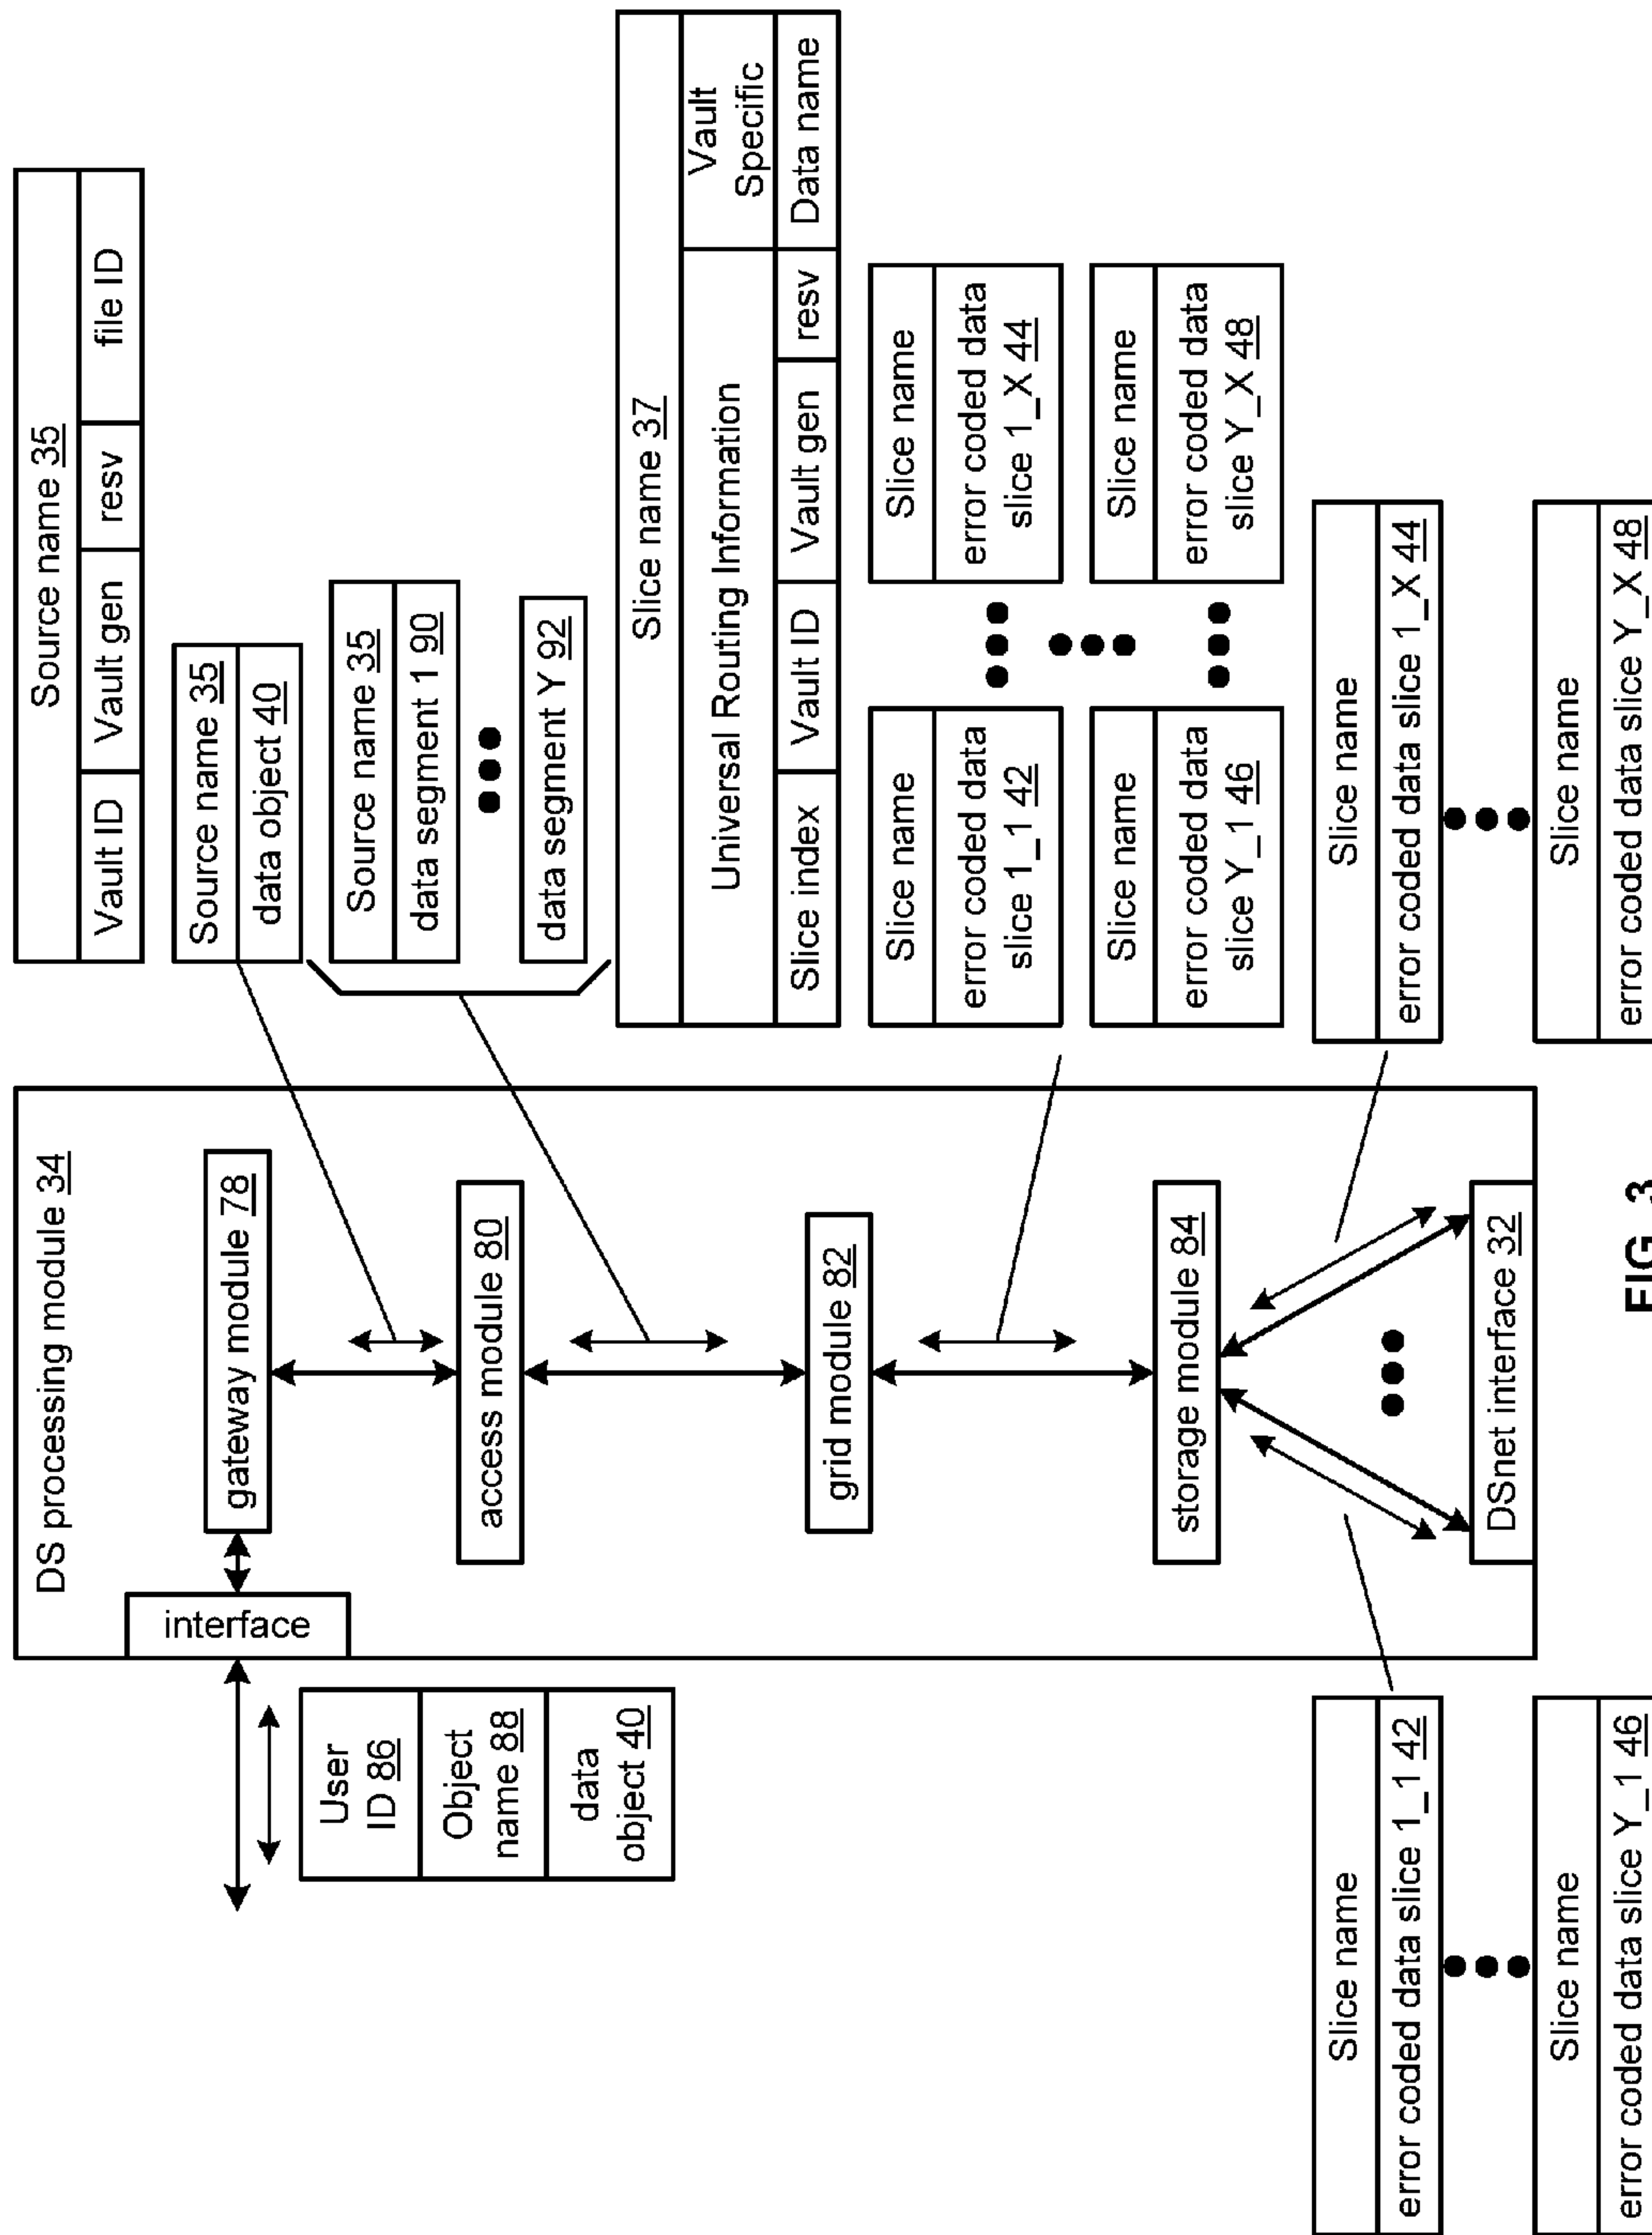 DS processing module 34
interface
gateway module 78
access module 80
grid module 82
storage module 84
DSnet interface 32
User
ID 86
Object
name 88
data
object 40
Source name 35
Vault ID
Vault gen
resv
file ID
Source name 35
data object 40
Source name 35
data segment 1 90
data segment Y 92
Slice name 37
Universal Routing Information
Vault
Specific
Slice index
Vault ID
Vault gen
resv
Data name
Slice name
error coded data
slice 1_1 42
Slice name
error coded data
slice 1_X 44
Slice name
error coded data
slice Y_1 46
Slice name
error coded data
slice Y_X 48
Slice name
error coded data slice 1_1 42
Slice name
error coded data slice Y_1 46
Slice name
error coded data slice 1_X 44
Slice name
error coded data slice Y_X 48
FIG. 3